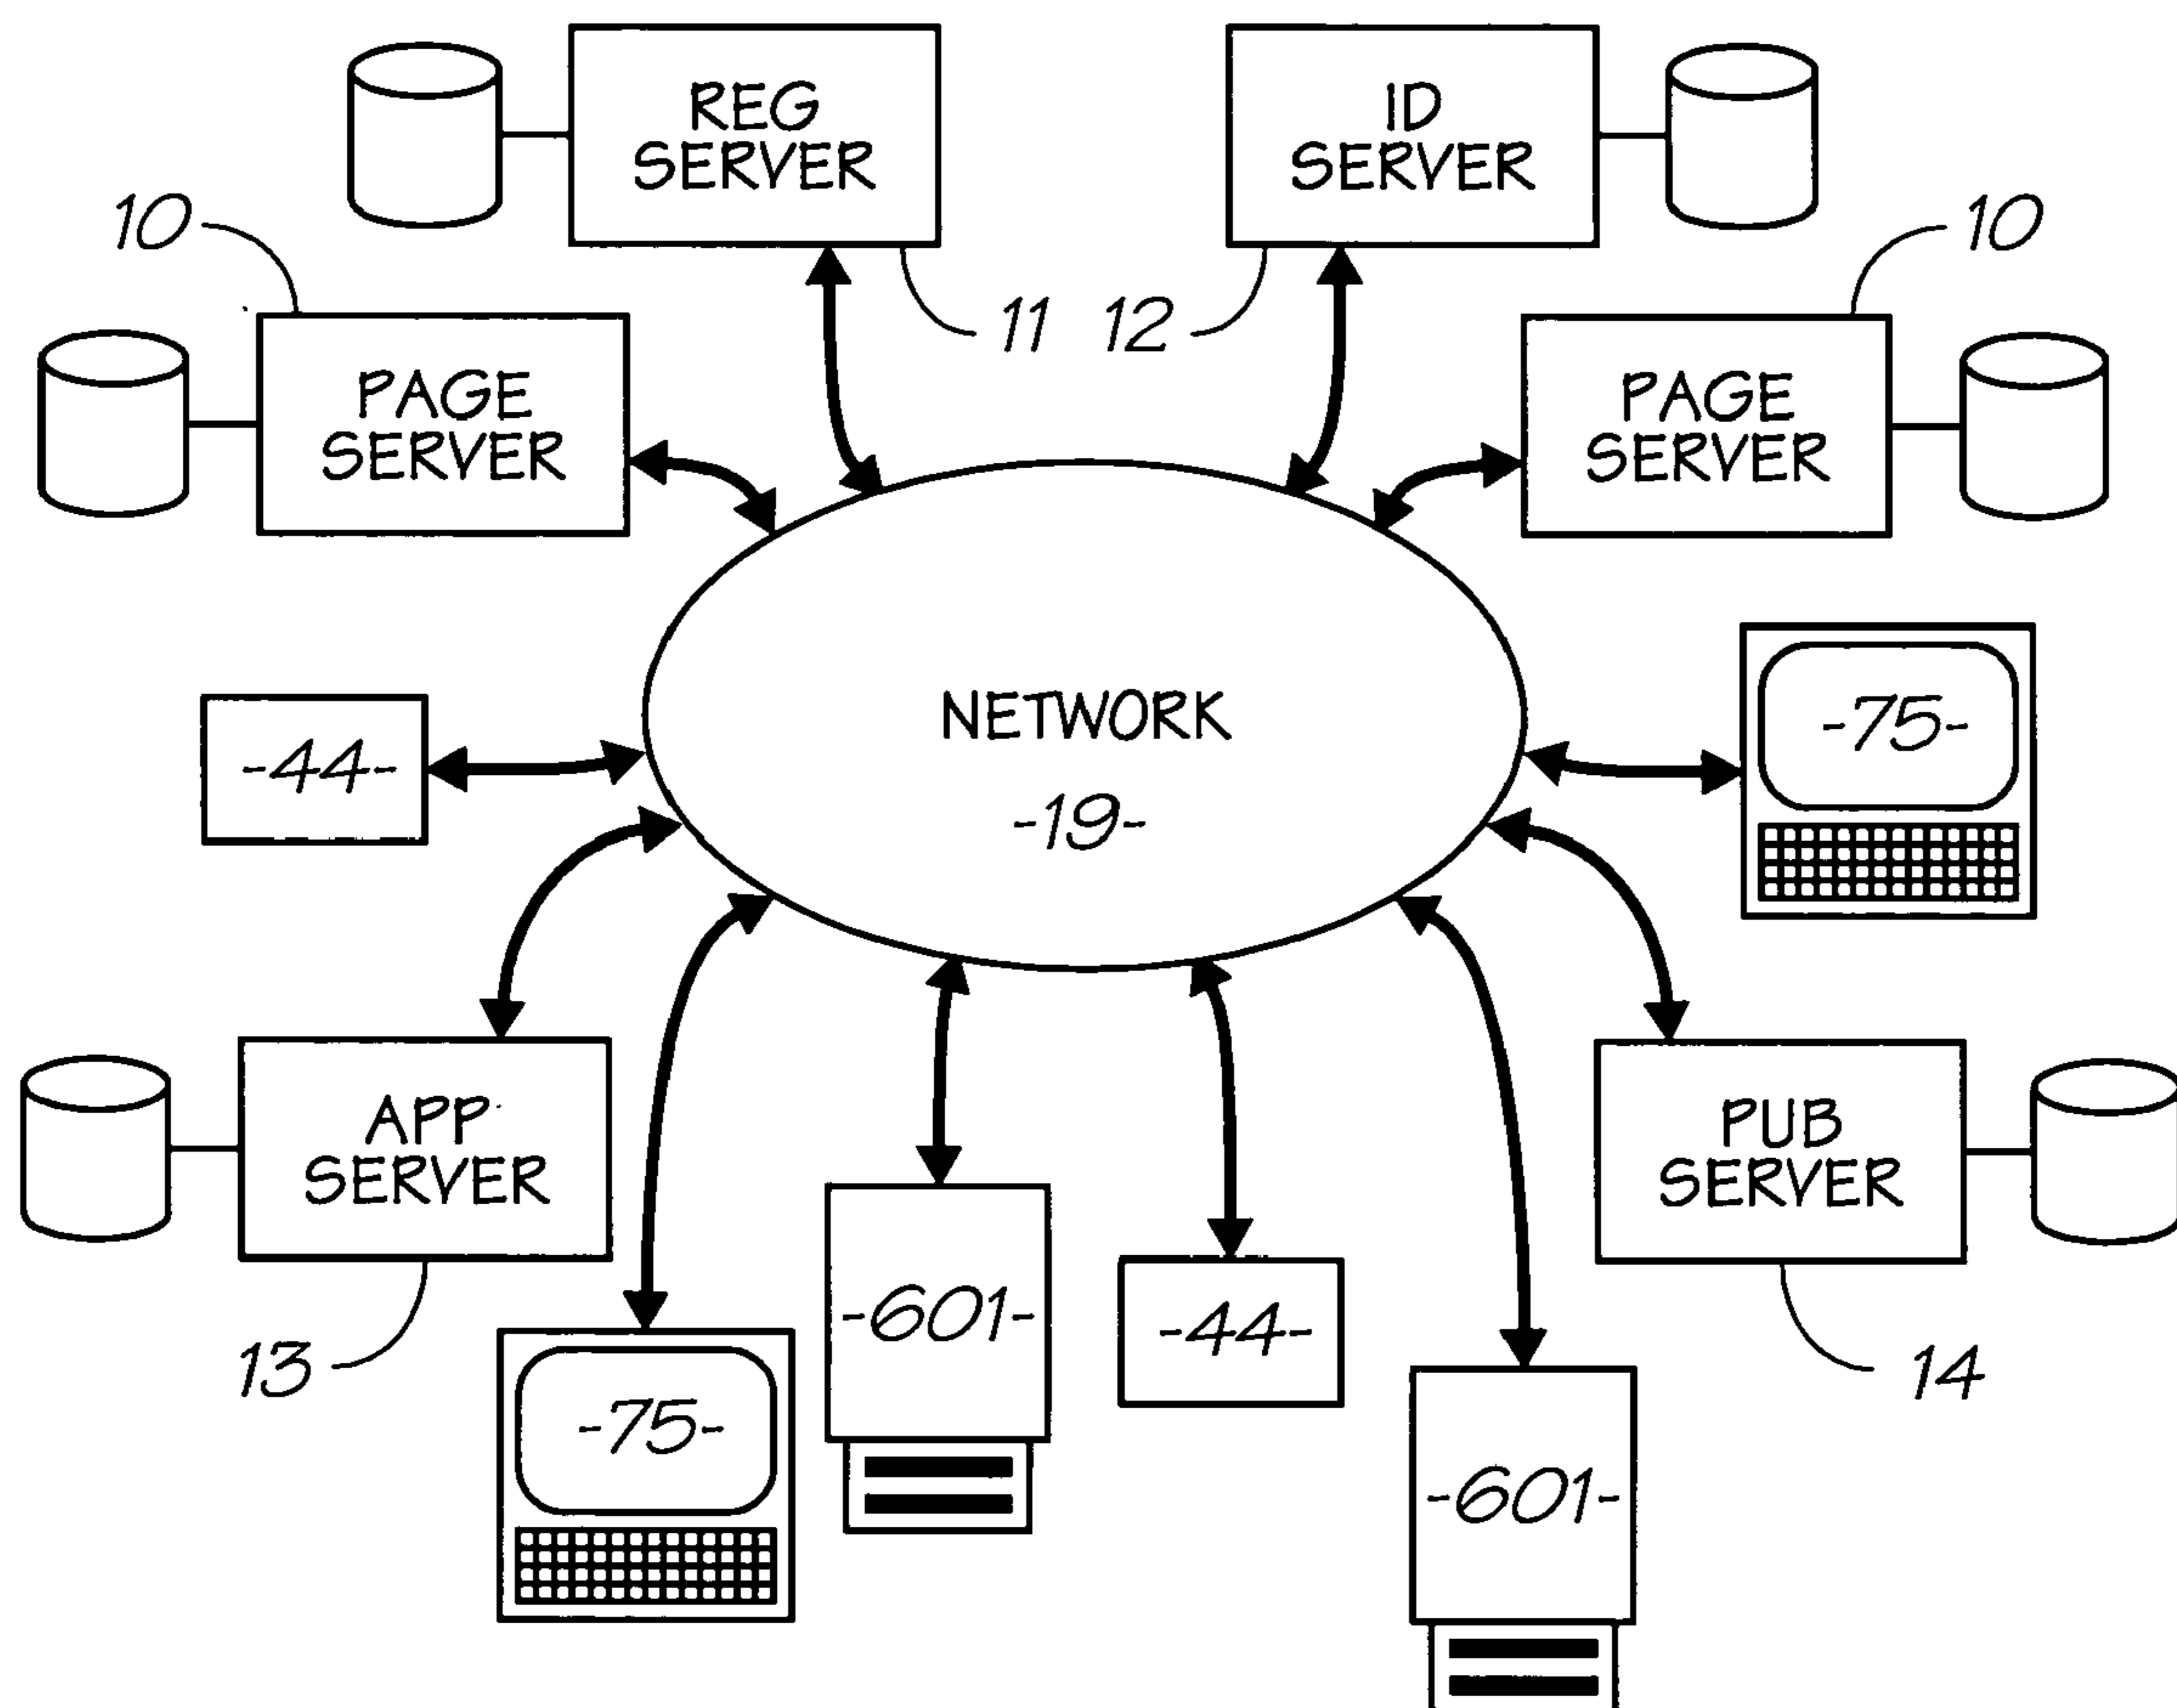 REG
SERVER
ID
SERVER
10
10
11
12
PAGE
SERVER
PAGE
SERVER
NETWORK
-19-
-44-
-75-
APP
SERVER
PUB
SERVER
13
14
-75-
-601-
-44-
-601-